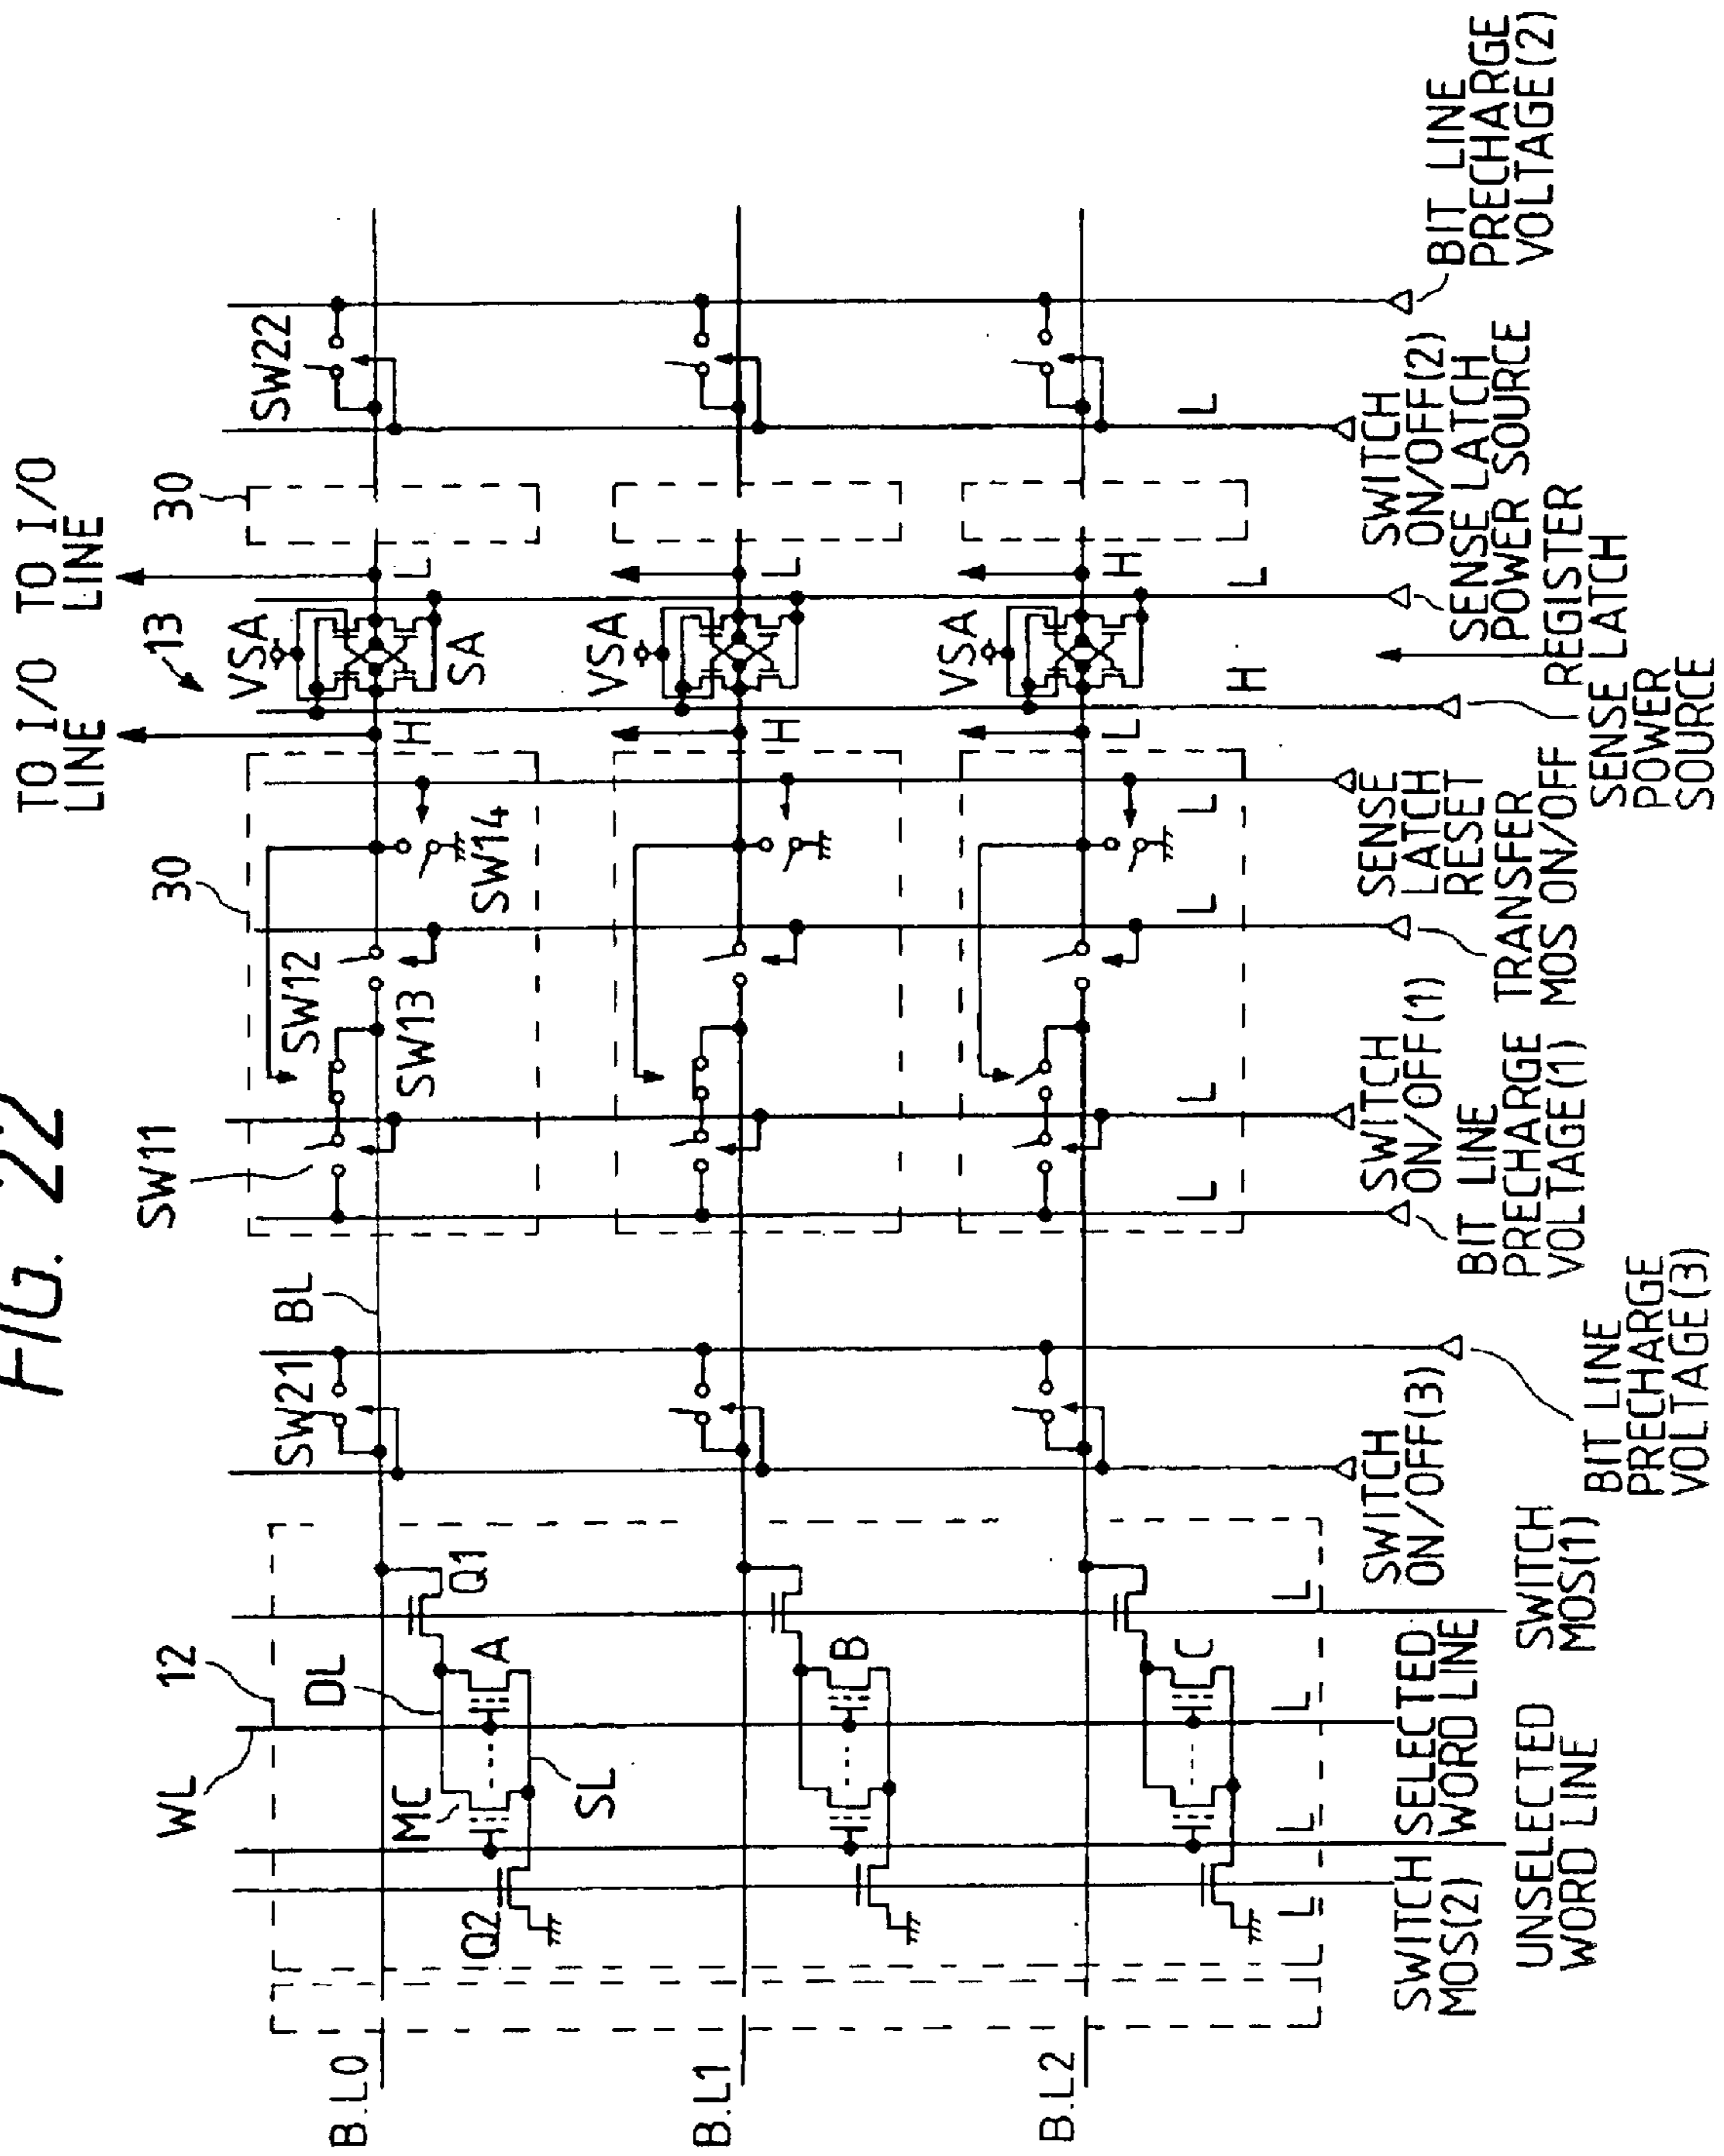 FIG. 22
TO I/O
LINE
TO I/O
LINE
13
WL
12
SW11
30
30
DL
SW21
BL
SW12
SW13
SW14
VSA
SA
SW22
B.L0
Q2
MC
SL
A
Q1
H
L
B.L1
B
VSA
H
L
B.L2
C
VSA
L
H
L
L
L
L
L
L
L
L
H
L
L
SWITCH
MOS(2)
UNSELECTED
WORD LINE
SELECTED
WORD LINE
SWITCH
MOS(1)
SWITCH
ON/OFF(3)
BIT LINE
PRECHARGE
VOLTAGE(3)
BIT LINE
PRECHARGE
VOLTAGE(1)
SWITCH
ON/OFF(1)
TRANSFER
MOS ON/OFF
SENSE
LATCH
RESET
SENSE LATCH
POWER
SOURCE
REGISTER
SENSE LATCH
POWER SOURCE
SWITCH
ON/OFF(2)
BIT LINE
PRECHARGE
VOLTAGE(2)